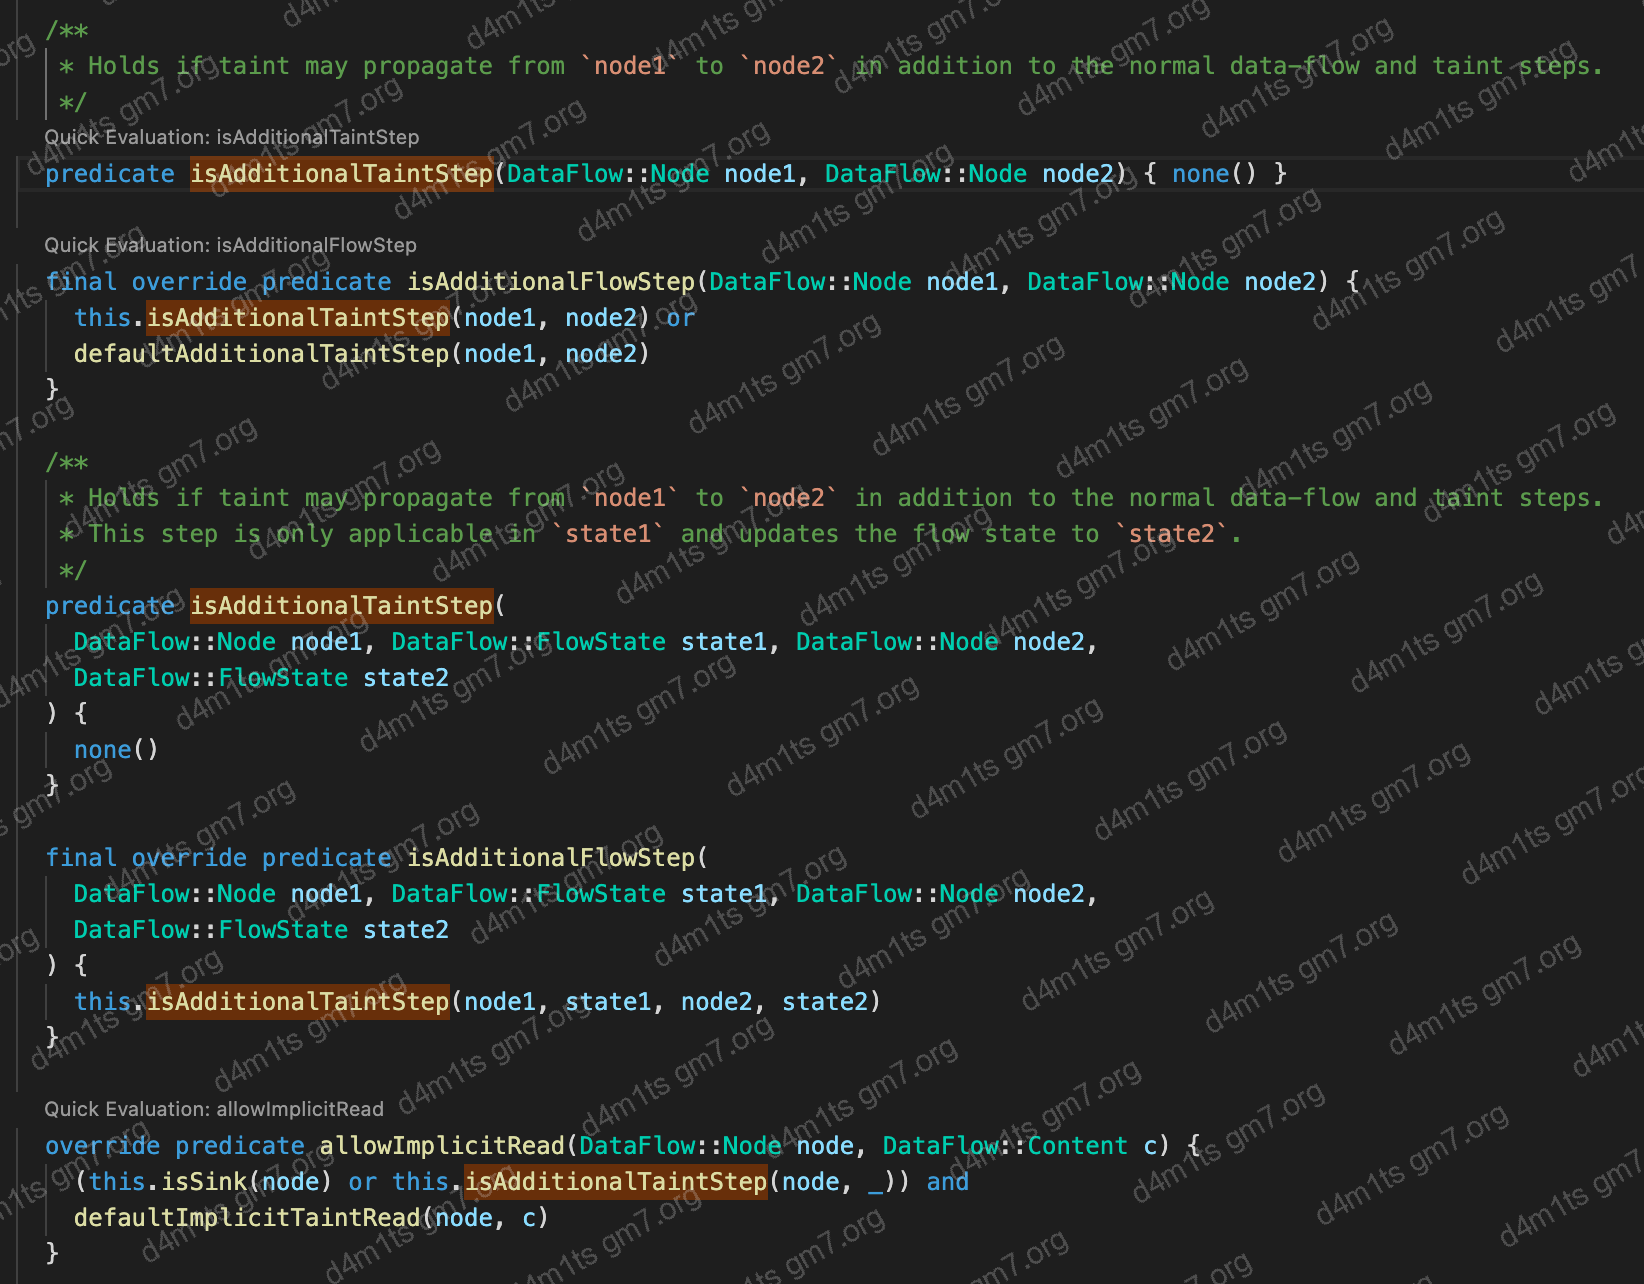 /**
 * Holds if taint may propagate from `node1` to `node2` in addition to the normal data-flow and taint steps.
 */
Quick Evaluation: isAdditionalTaintStep
predicate isAdditionalTaintStep(DataFlow::Node node1, DataFlow::Node node2) { none() }
Quick Evaluation: isAdditionalFlowStep
final override predicate isAdditionalFlowStep(DataFlow::Node node1, DataFlow::Node node2) {
  this.isAdditionalTaintStep(node1, node2) or
  defaultAdditionalTaintStep(node1, node2)
}
/**
 * Holds if taint may propagate from `node1` to `node2` in addition to the normal data-flow and taint steps.
 * This step is only applicable in `state1` and updates the flow state to `state2`.
 */
predicate isAdditionalTaintStep(
  DataFlow::Node node1, DataFlow::FlowState state1, DataFlow::Node node2,
  DataFlow::FlowState state2
) {
  none()
}
final override predicate isAdditionalFlowStep(
  DataFlow::Node node1, DataFlow::FlowState state1, DataFlow::Node node2,
  DataFlow::FlowState state2
) {
  this.isAdditionalTaintStep(node1, state1, node2, state2)
}
Quick Evaluation: allowImplicitRead
override predicate allowImplicitRead(DataFlow::Node node, DataFlow::Content c) {
  (this.isSink(node) or this.isAdditionalTaintStep(node, _)) and
  defaultImplicitTaintRead(node, c)
}
d4m1ts gm7.org